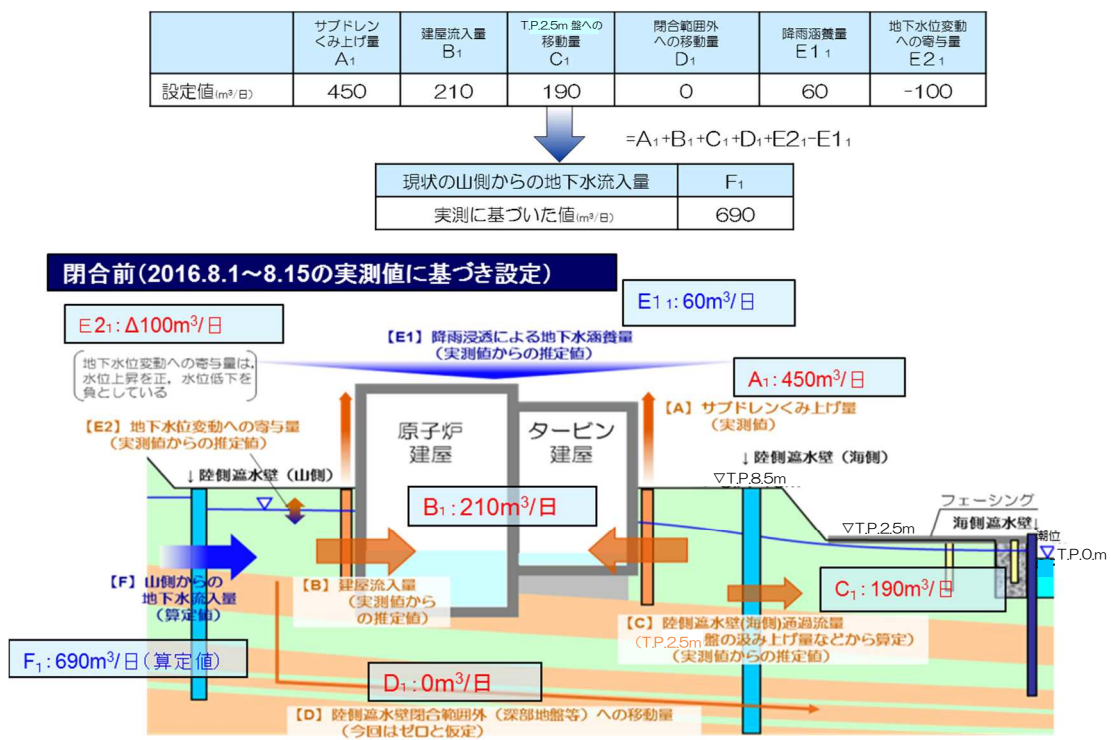 サブドレン
くみ上げ量
A₁
建屋流入量
B₁
T.P.2.5m 盤への
移動量
C₁
閉合範囲外
への移動量
D₁
降雨涵養量
E1₁
地下水位変動
への寄与量
E2₁
設定値(m³/日) 450 210 190 0 60 -100
=A₁+B₁+C₁+D₁+E2₁-E1₁
現状の山側からの地下水流入量 F₁
実測に基づいた値(m³/日) 690
閉合前(2016.8.1～8.15の実測値に基づき設定)
E1₁:60m³/日
E2₁:Δ100m³/日
【E1】降雨浸透による地下水涵養量
(実測値からの推定値)
地下水位変動への寄与量は,
水位上昇を正,水位低下を
負としている
A₁:450m³/日
【A】サブドレンくみ上げ量
(実測値)
【E2】地下水位変動への寄与量
(実測値からの推定値)
原子炉
建屋
タービン
建屋
↓陸側遮水壁(山側)
↓陸側遮水壁(海側)
▽T.P.8.5m
B₁:210m³/日
フェーシング
▽T.P.2.5m
海側遮水壁↓
潮位
T.P.0.m
【F】山側からの
地下水流入量
(算定値)
【B】建屋流入量
(実測値から
の推定値)
C₁:190m³/日
【C】陸側遮水壁(海側)通過流量
(T.P.2.5m 盤の汲み上げ量などから算定)
(実測値からの推定値)
F₁:690m³/日(算定値)
D₁:0m³/日
【D】陸側遮水壁閉合範囲外(深部地盤等)への移動量
(今回はゼロと仮定)